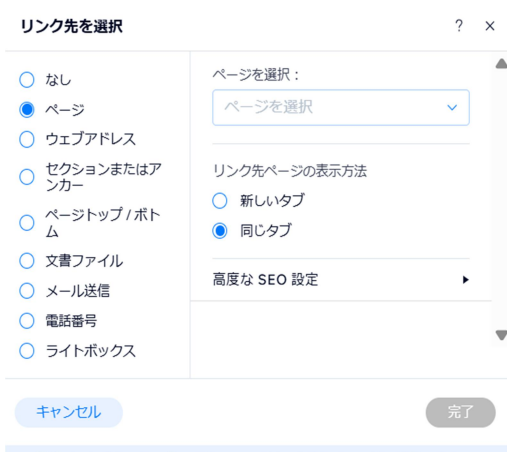 リンク先を選択
?
×
なし
ページ
ウェブアドレス
セクションまたはア
ンカー
ページトップ / ボト
ム
文書ファイル
メール送信
電話番号
ライトボックス
ページを選択：
ページを選択
リンク先ページの表示方法
新しいタブ
同じタブ
高度な SEO 設定
キャンセル
完了